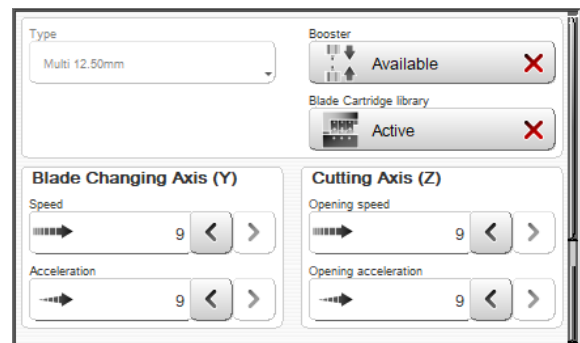 Type
Multi 12.50mm
Booster
Available
Blade Cartridge library
Active
Blade Changing Axis (Y)
Speed
9
Acceleration
9
Cutting Axis (Z)
Opening speed
9
Opening acceleration
9